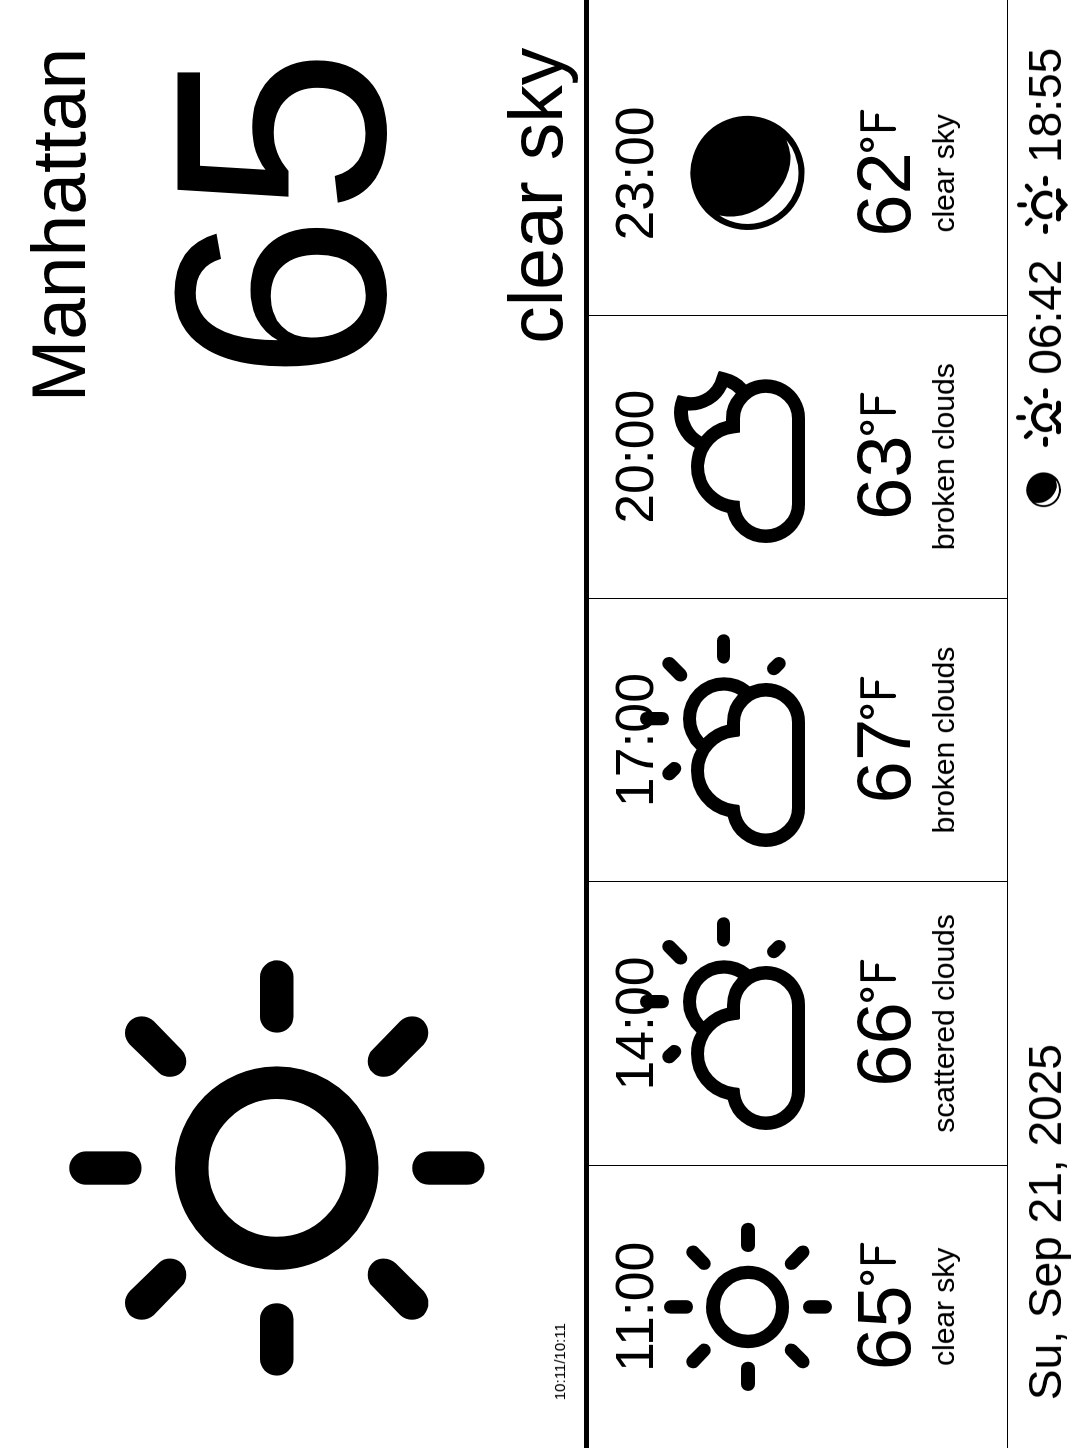 Manhattan
65
clear sky
10:11/10:11
11:00
65°F
clear sky
14:00
66°F
scattered clouds
17:00
67°F
broken clouds
20:00
63°F
broken clouds
23:00
62°F
clear sky
Su, Sep 21, 2025
06:42 18:55